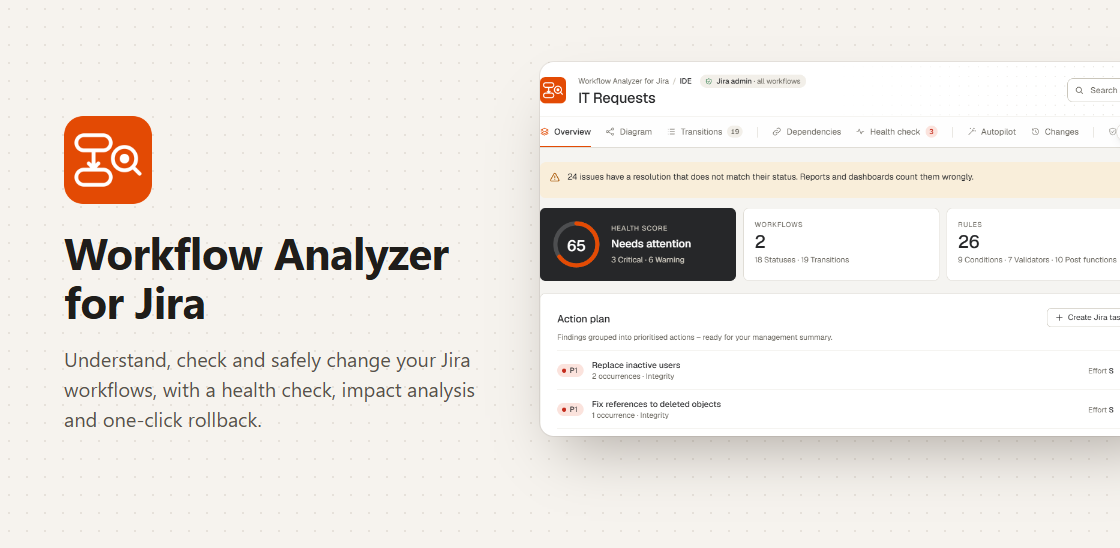 Workflow Analyzer
for Jira
Understand, check and safely change your Jira
workflows, with a health check, impact analysis
and one-click rollback.
Workflow Analyzer for Jira / IDE Jira admin · all workflows
IT Requests
Search
Overview Diagram Transitions 19 Dependencies Health check 3 Autopilot Changes
24 issues have a resolution that does not match their status. Reports and dashboards count them wrongly.
65
HEALTH SCORE
Needs attention
3 Critical · 6 Warning
WORKFLOWS
2
18 Statuses · 19 Transitions
RULES
26
9 Conditions · 7 Validators · 10 Post functions
Action plan
Create Jira tas
Findings grouped into prioritised actions – ready for your management summary.
P1 Replace inactive users
2 occurrences · Integrity
Effort S
P1 Fix references to deleted objects
1 occurrence · Integrity
Effort S